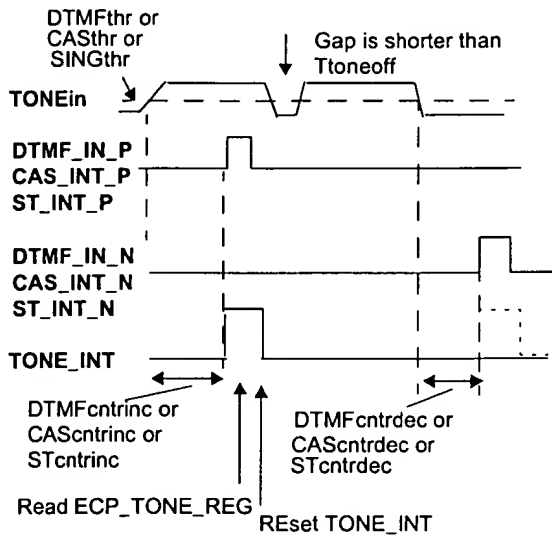 DTMFthr or
CASthr or
SINGthr
Gap is shorter than
Ttoneoff
TONEin
DTMF_IN_P
CAS_INT_P
ST_INT_P
DTMF_IN_N
CAS_INT_N
ST_INT_N
TONE_INT
DTMFcntrinc or
CAScntrinc or
STcntrinc
DTMFcntrdec or
CAScntrdec or
STcntrdec
Read ECP_TONE_REG
REset TONE_INT